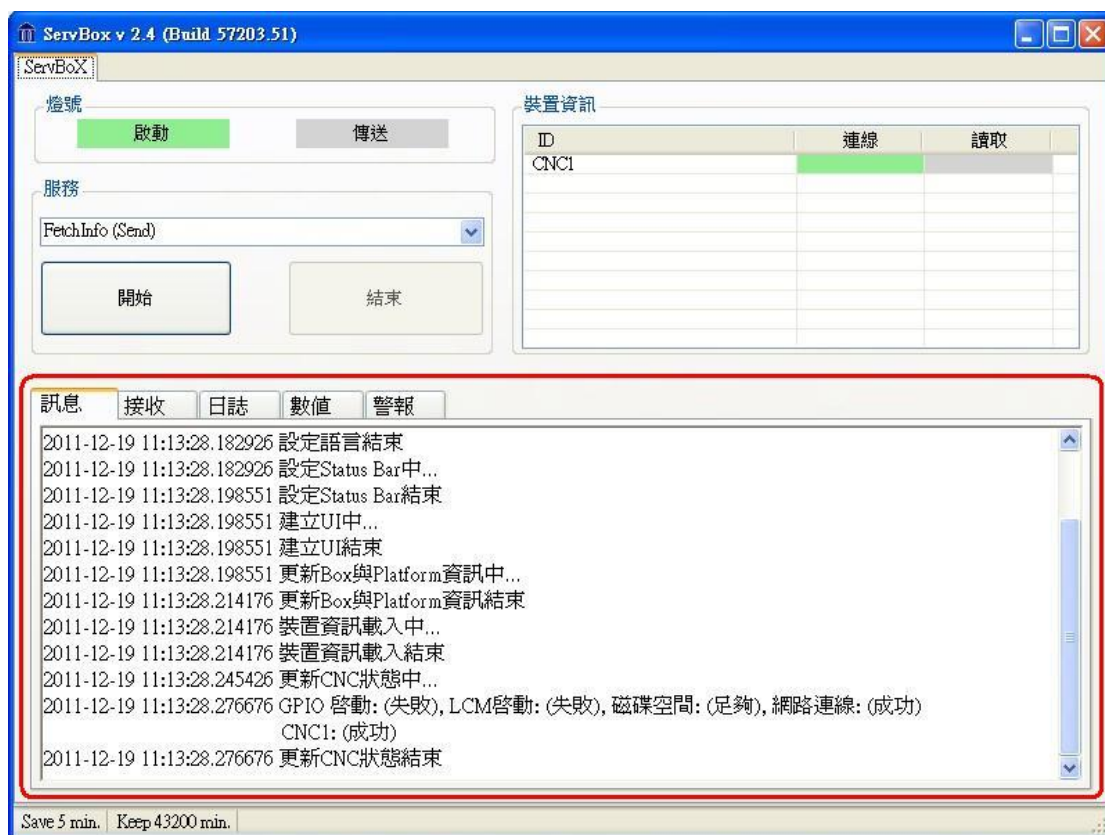 ServBox v 2.4 (Build 57203.51)
ServBoX
燈號
啟動 傳送
服務
FetchInfo (Send)
開始 結束
裝置資訊
ID 連線 讀取
CNC1
訊息 接收 日誌 數值 警報
2011-12-19 11:13:28.182926 設定語言結束
2011-12-19 11:13:28.182926 設定Status Bar中...
2011-12-19 11:13:28.198551 設定Status Bar結束
2011-12-19 11:13:28.198551 建立UI中...
2011-12-19 11:13:28.198551 建立UI結束
2011-12-19 11:13:28.198551 更新Box與Platform資訊中...
2011-12-19 11:13:28.214176 更新Box與Platform資訊結束
2011-12-19 11:13:28.214176 裝置資訊載入中...
2011-12-19 11:13:28.214176 裝置資訊載入結束
2011-12-19 11:13:28.245426 更新CNC狀態中...
2011-12-19 11:13:28.276676 GPIO 啓動: (失敗), LCM啓動: (失敗), 磁碟空間: (足夠), 網路連線: (成功)
CNC1: (成功)
2011-12-19 11:13:28.276676 更新CNC狀態結束
Save 5 min. Keep 43200 min.